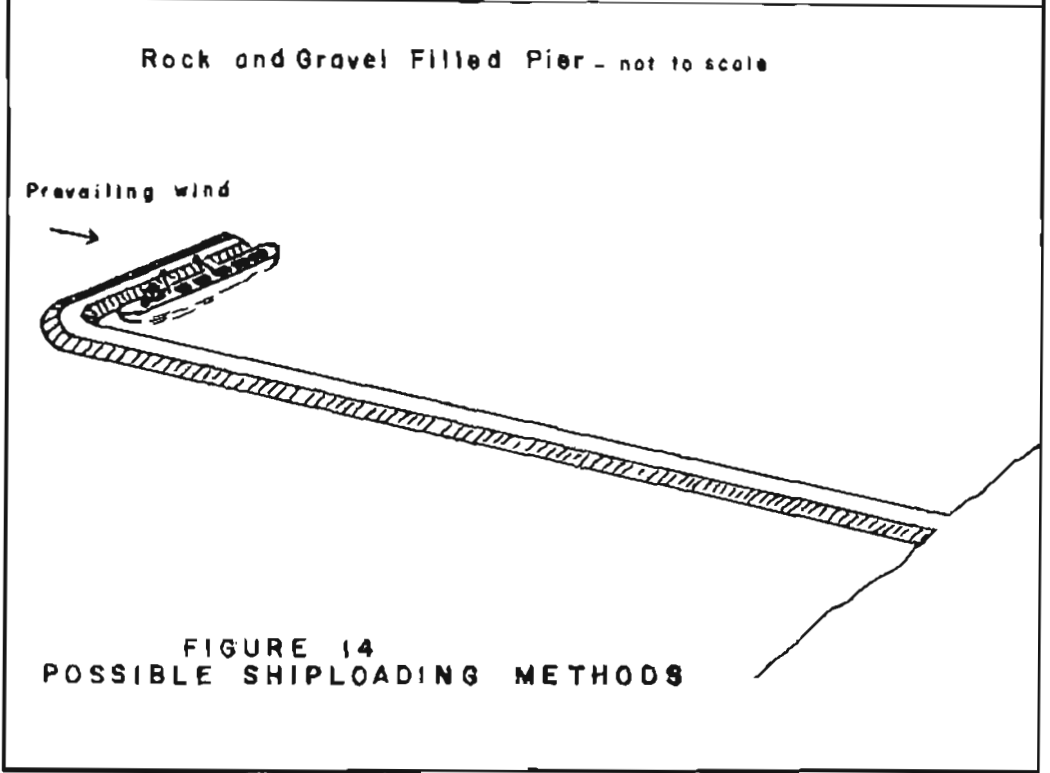 Rock and Gravel Filled Pier - not to scale
Prevailing wind
FIGURE 14
POSSIBLE SHIPLOADING METHODS